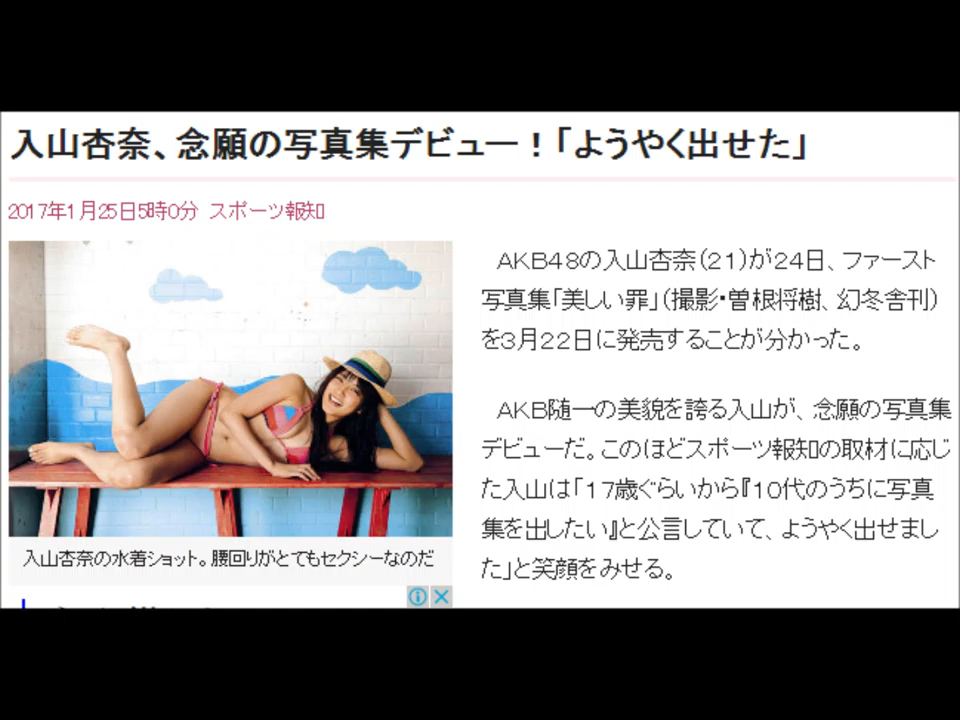 入山杏奈、念願の写真集デビュー！「ようやく出せた」
2017年1月25日5時0分 スポーツ報知
AKB48の入山杏奈（21）が24日、ファースト
写真集「美しい罪」（撮影・曽根将樹、幻冬舎刊）
を3月22日に発売することが分かった。
AKB随一の美貌を誇る入山が、念願の写真集
デビューだ。このほどスポーツ報知の取材に応じ
た入山は「17歳ぐらいから『10代のうちに写真
集を出したい』と公言していて、ようやく出せまし
た」と笑顔をみせる。
入山杏奈の水着ショット。腰回りがとてもセクシーなのだ